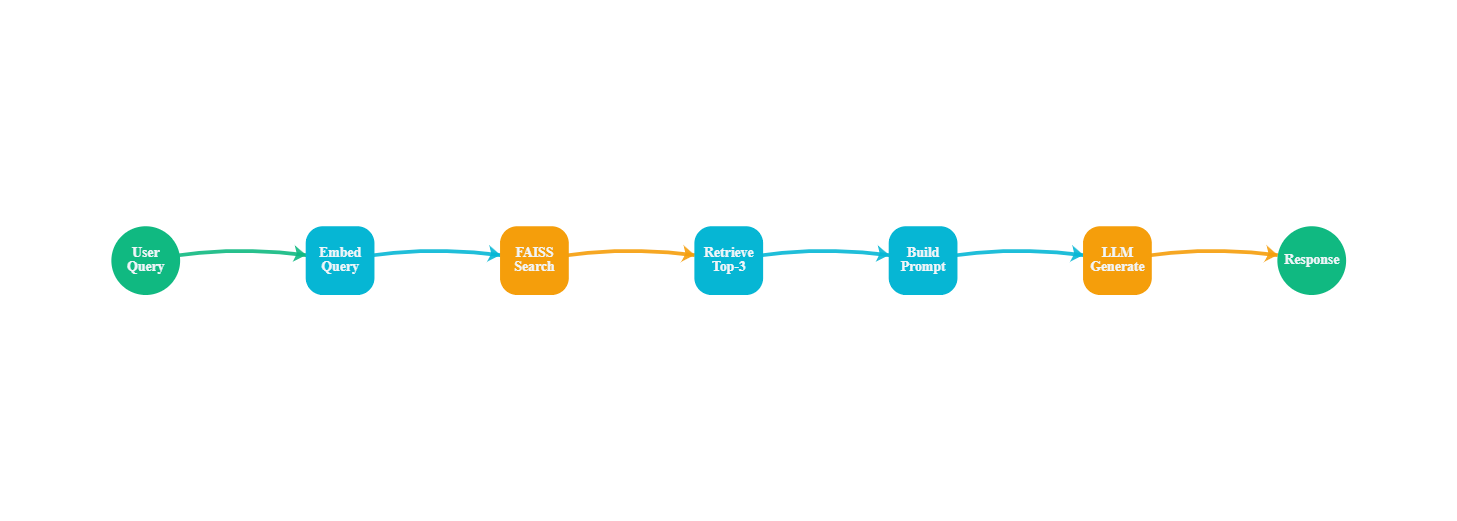 User
Query
Embed
Query
FAISS
Search
Retrieve
Top-3
Build
Prompt
LLM
Generate
Response